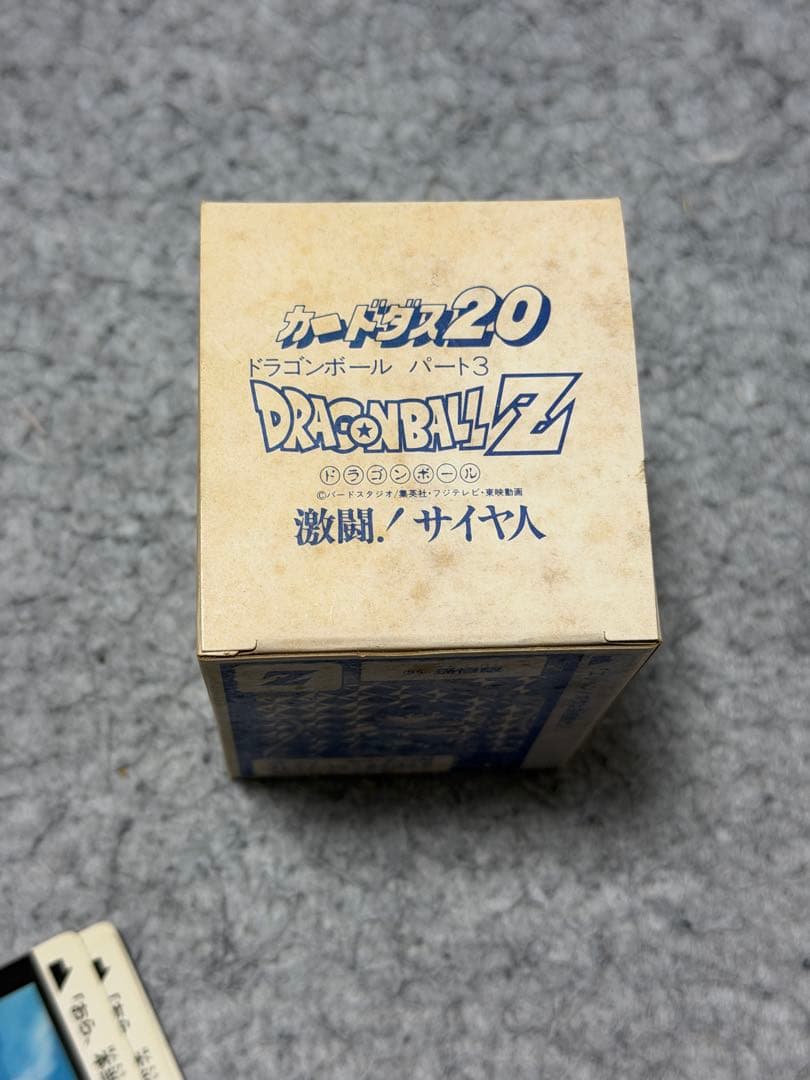 カードダス20
ドラゴンボール パート3
DRAGONBALL Z
ドラゴンボール
©バードスタジオ/集英社・フジテレビ・東映動画
激闘!サイヤ人
Z